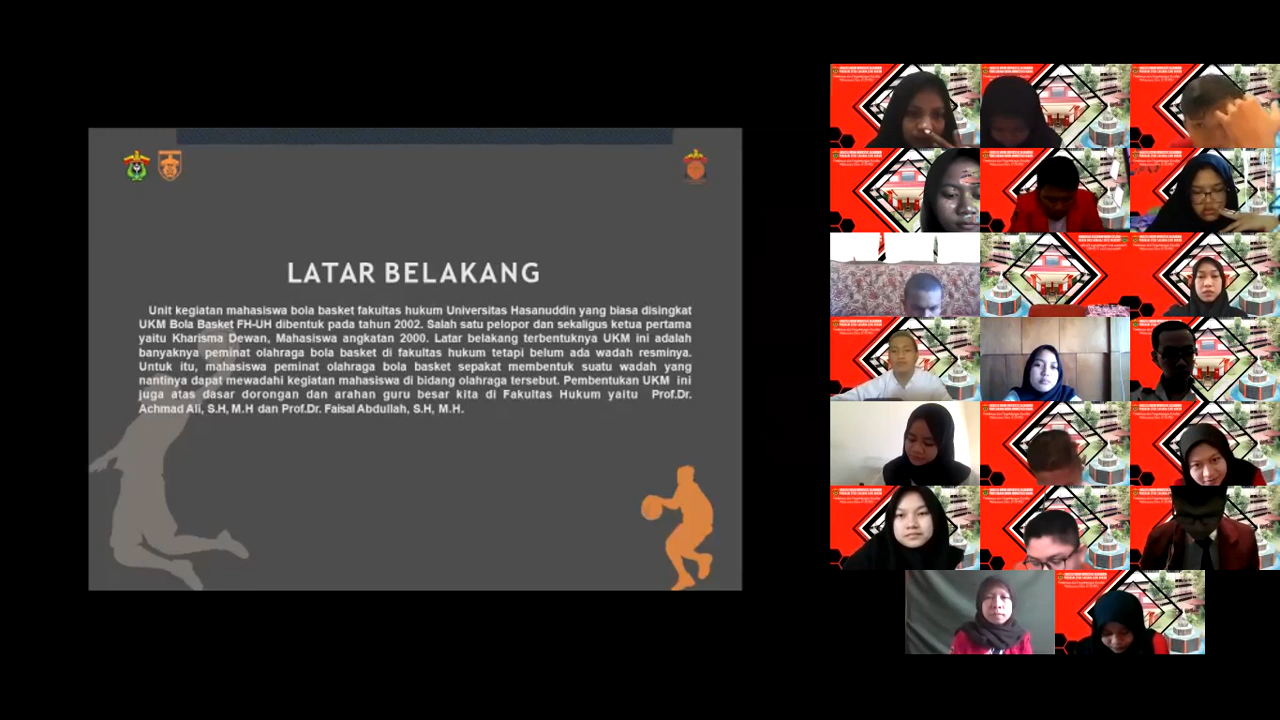 LATAR BELAKANG
Unit kegiatan mahasiswa bola basket fakultas hukum Universitas Hasanuddin yang biasa disingkat
UKM Bola Basket FH-UH dibentuk pada tahun 2002. Salah satu pelopor dan sekaligus ketua pertama
yaitu Kharisma Dewan, Mahasiswa angkatan 2000. Latar belakang terbentuknya UKM ini adalah
banyaknya peminat olahraga bola basket di fakultas hukum tetapi belum ada wadah resminya.
Untuk itu, mahasiswa peminat olahraga bola basket sepakat membentuk suatu wadah yang
nantinya dapat mewadahi kegiatan mahasiswa di bidang olahraga tersebut. Pembentukan UKM ini
juga atas dasar dorongan dan arahan guru besar kita di Fakultas Hukum yaitu Prof.Dr.
Achmad Ali, S.H, M.H dan Prof.Dr. Faisal Abdullah, S.H, M.H.